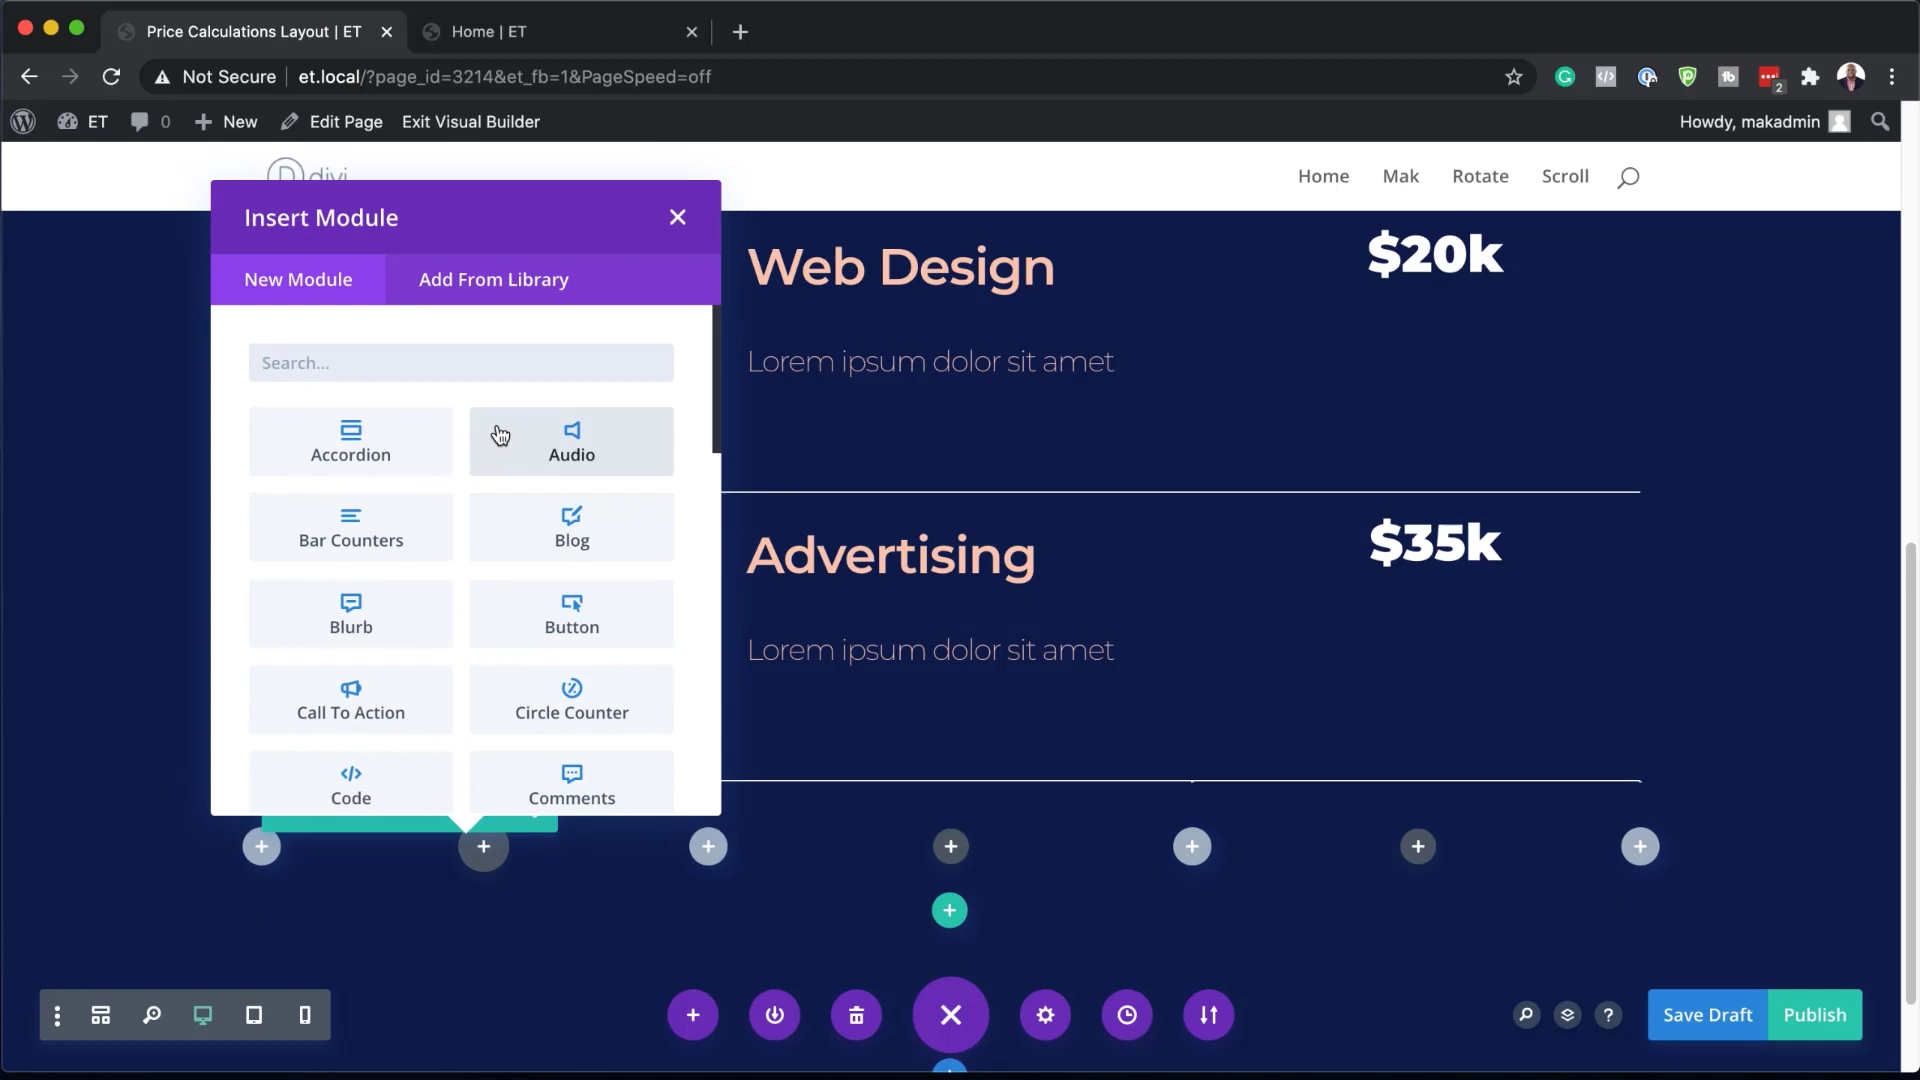 Price Calculations Layout | ET
Home | ET
Not Secure
et.local/?page_id=3214&et_fb=1&PageSpeed=off
2
ET
0
New
Edit Page
Exit Visual Builder
Howdy, makadmin
divi
Home
Mak
Rotate
Scroll
Insert Module
New Module
Add From Library
Search...
Accordion
Audio
Bar Counters
Blog
Blurb
Button
Call To Action
Circle Counter
Code
Comments
Web Design
$20k
Lorem ipsum dolor sit amet
Advertising
$35k
Lorem ipsum dolor sit amet
Save Draft
Publish